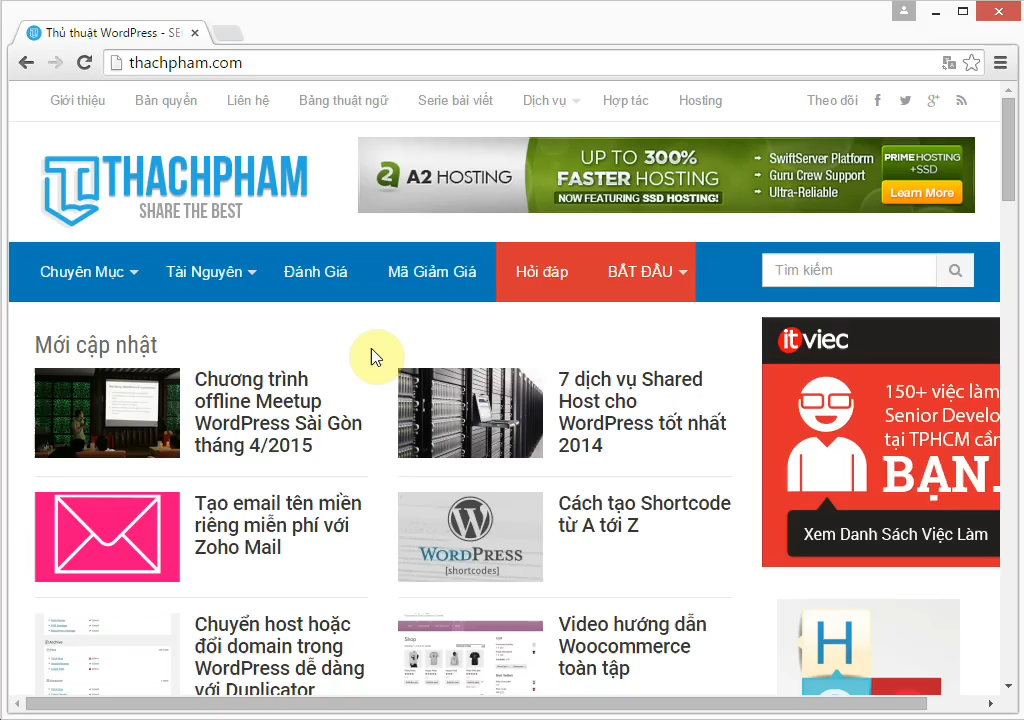 Thủ thuật WordPress - SE
thachpham.com
Giới thiệu
Bản quyền
Liên hệ
Bảng thuật ngữ
Serie bài viết
Dịch vụ
Hợp tác
Hosting
Theo dõi
THACHPHAM
SHARE THE BEST
A2 HOSTING
UP TO 300%
FASTER HOSTING
NOW FEATURING SSD HOSTING!
SwiftServer Platform
Guru Crew Support
Ultra-Reliable
PRIME HOSTING
+SSD
Learn More
Chuyên Mục
Tài Nguyên
Đánh Giá
Mã Giảm Giá
Hỏi đáp
BẮT ĐẦU
Tìm kiếm
Mới cập nhật
Chương trình
offline Meetup
WordPress Sài Gòn
tháng 4/2015
7 dịch vụ Shared
Host cho
WordPress tốt nhất
2014
Tạo email tên miền
riêng miễn phí với
Zoho Mail
WORDPRESS
[shortcodes]
Cách tạo Shortcode
từ A tới Z
Chuyển host hoặc
đổi domain trong
WordPress dễ dàng
với Duplicator
Shop
Video hướng dẫn
Woocommerce
toàn tập
itviec
150+ việc làm
Senior Develo
tại TPHCM cần
BẠN.
Xem Danh Sách Việc Làm
H